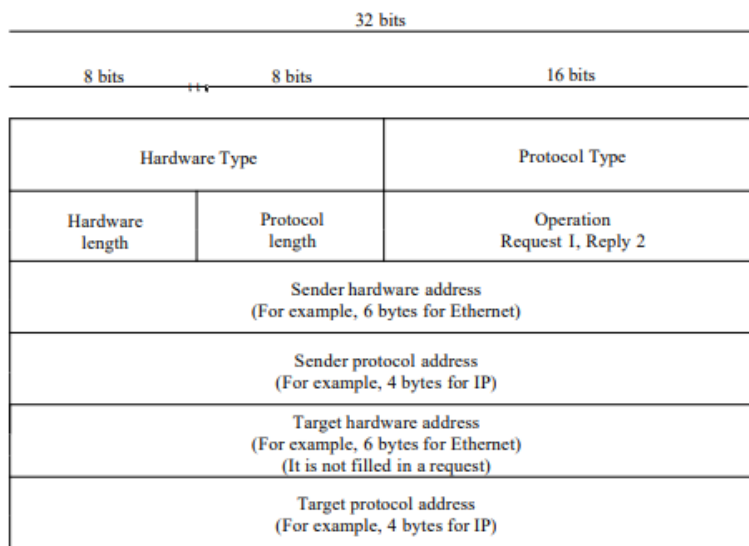 32 bits
8 bits 8 bits 16 bits
Hardware Type Protocol Type
Hardware length Protocol length Operation
Request I, Reply 2
Sender hardware address
(For example, 6 bytes for Ethernet)
Sender protocol address
(For example, 4 bytes for IP)
Target hardware address
(For example, 6 bytes for Ethernet)
(It is not filled in a request)
Target protocol address
(For example, 4 bytes for IP)